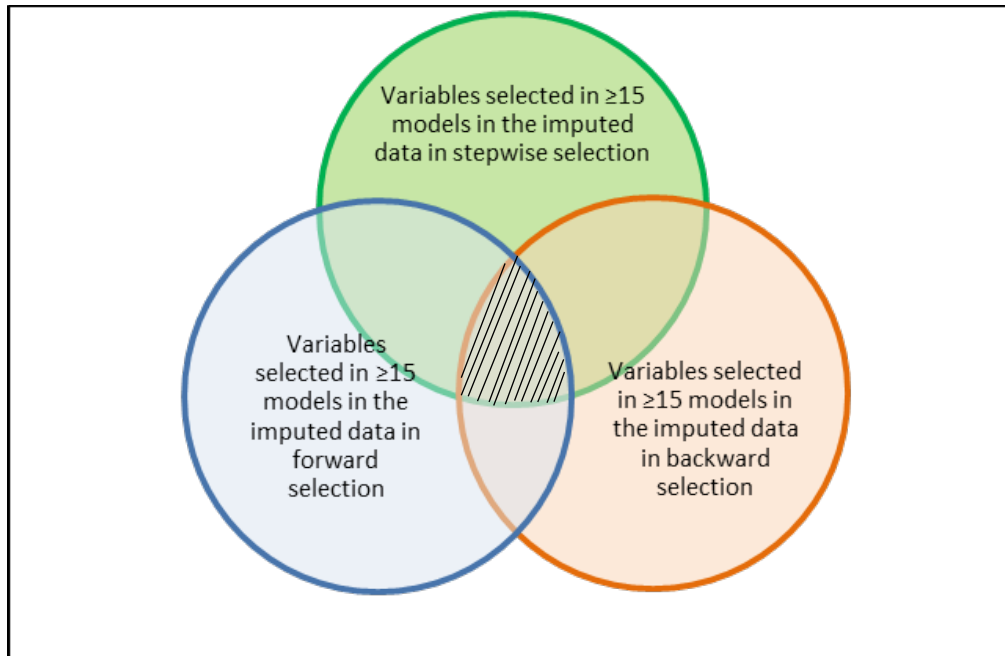 Variables selected in ≥15
models in the imputed
data in stepwise selection
Variables
selected in ≥15
models in the
imputed data in
forward
selection
Variables selected
in ≥15 models in
the imputed data
in backward
selection